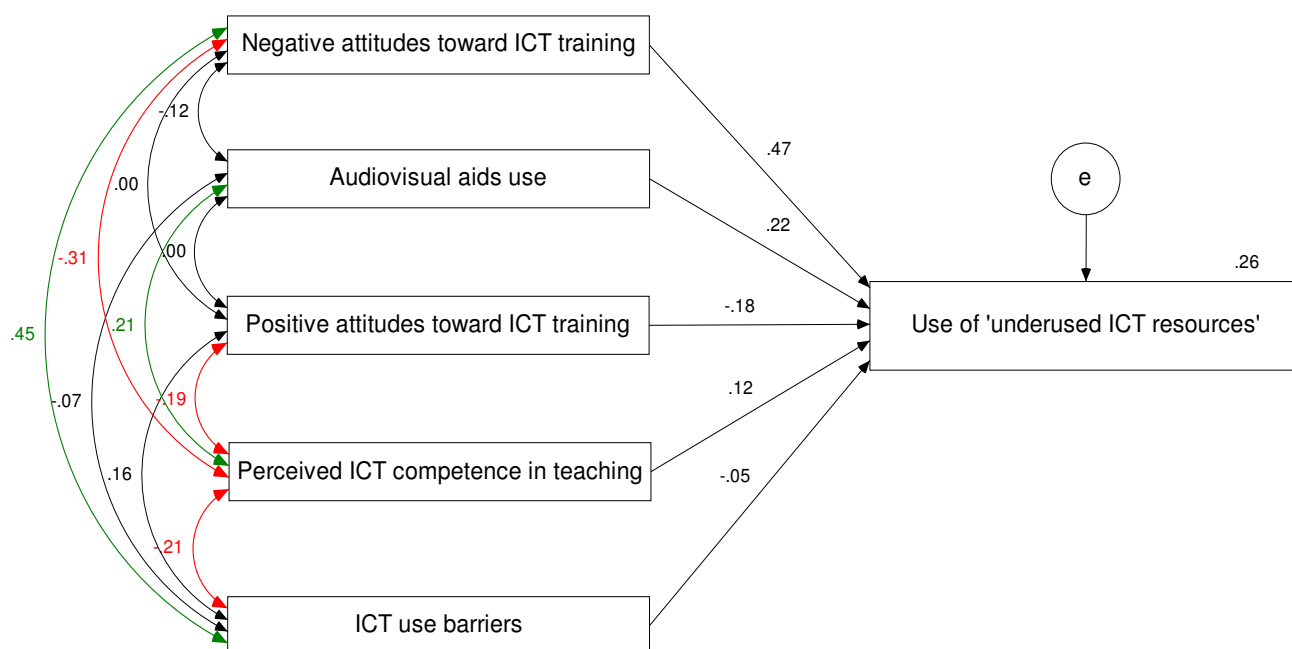 Negative attitudes toward ICT training
-.12
.47
Audiovisual aids use
e
.00
.22
.00
-.31
.26
.45
.21
Positive attitudes toward ICT training
-.18
Use of 'underused ICT resources'
-.07
-.19
.12
.16
Perceived ICT competence in teaching
-.05
-.21
ICT use barriers